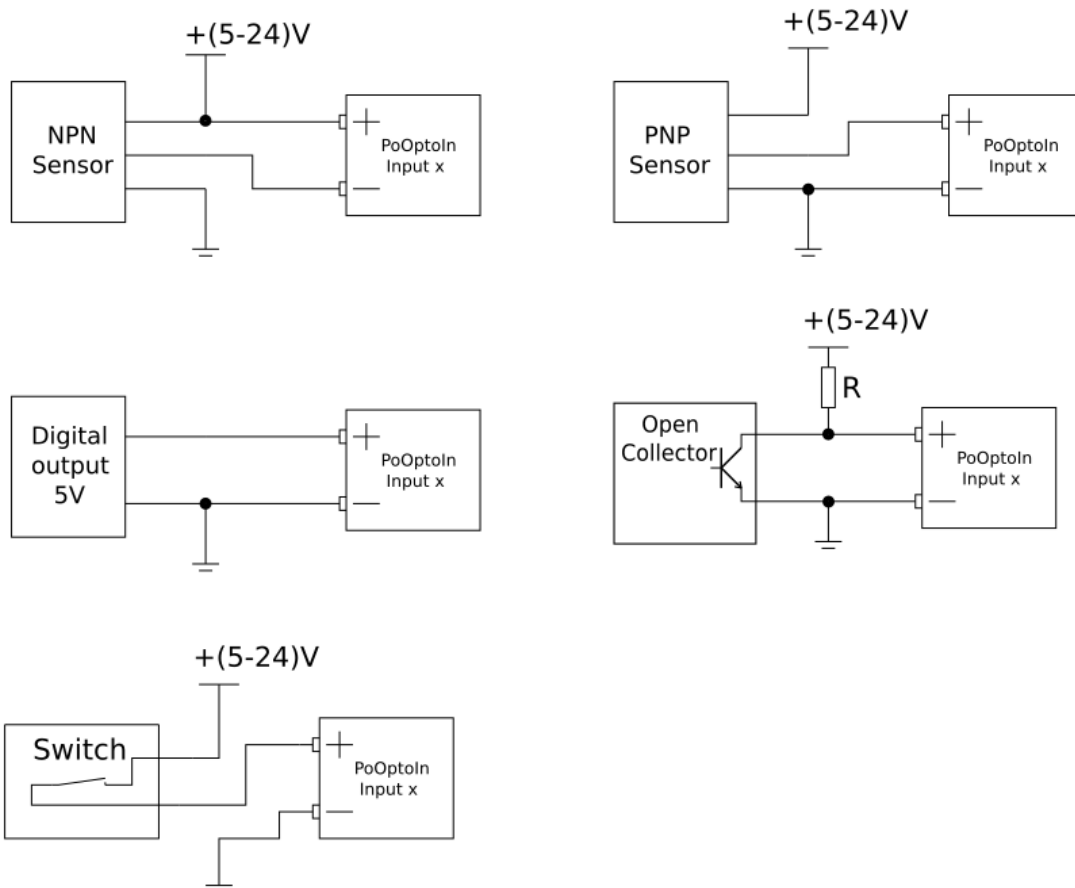 +(5-24)V
NPN
Sensor
+
PoOptoIn
Input x
−
+(5-24)V
PNP
Sensor
+
PoOptoIn
Input x
−
Digital
output
5V
+
PoOptoIn
Input x
−
+(5-24)V
R
Open
Collector
+
PoOptoIn
Input x
−
+(5-24)V
Switch
+
PoOptoIn
Input x
−